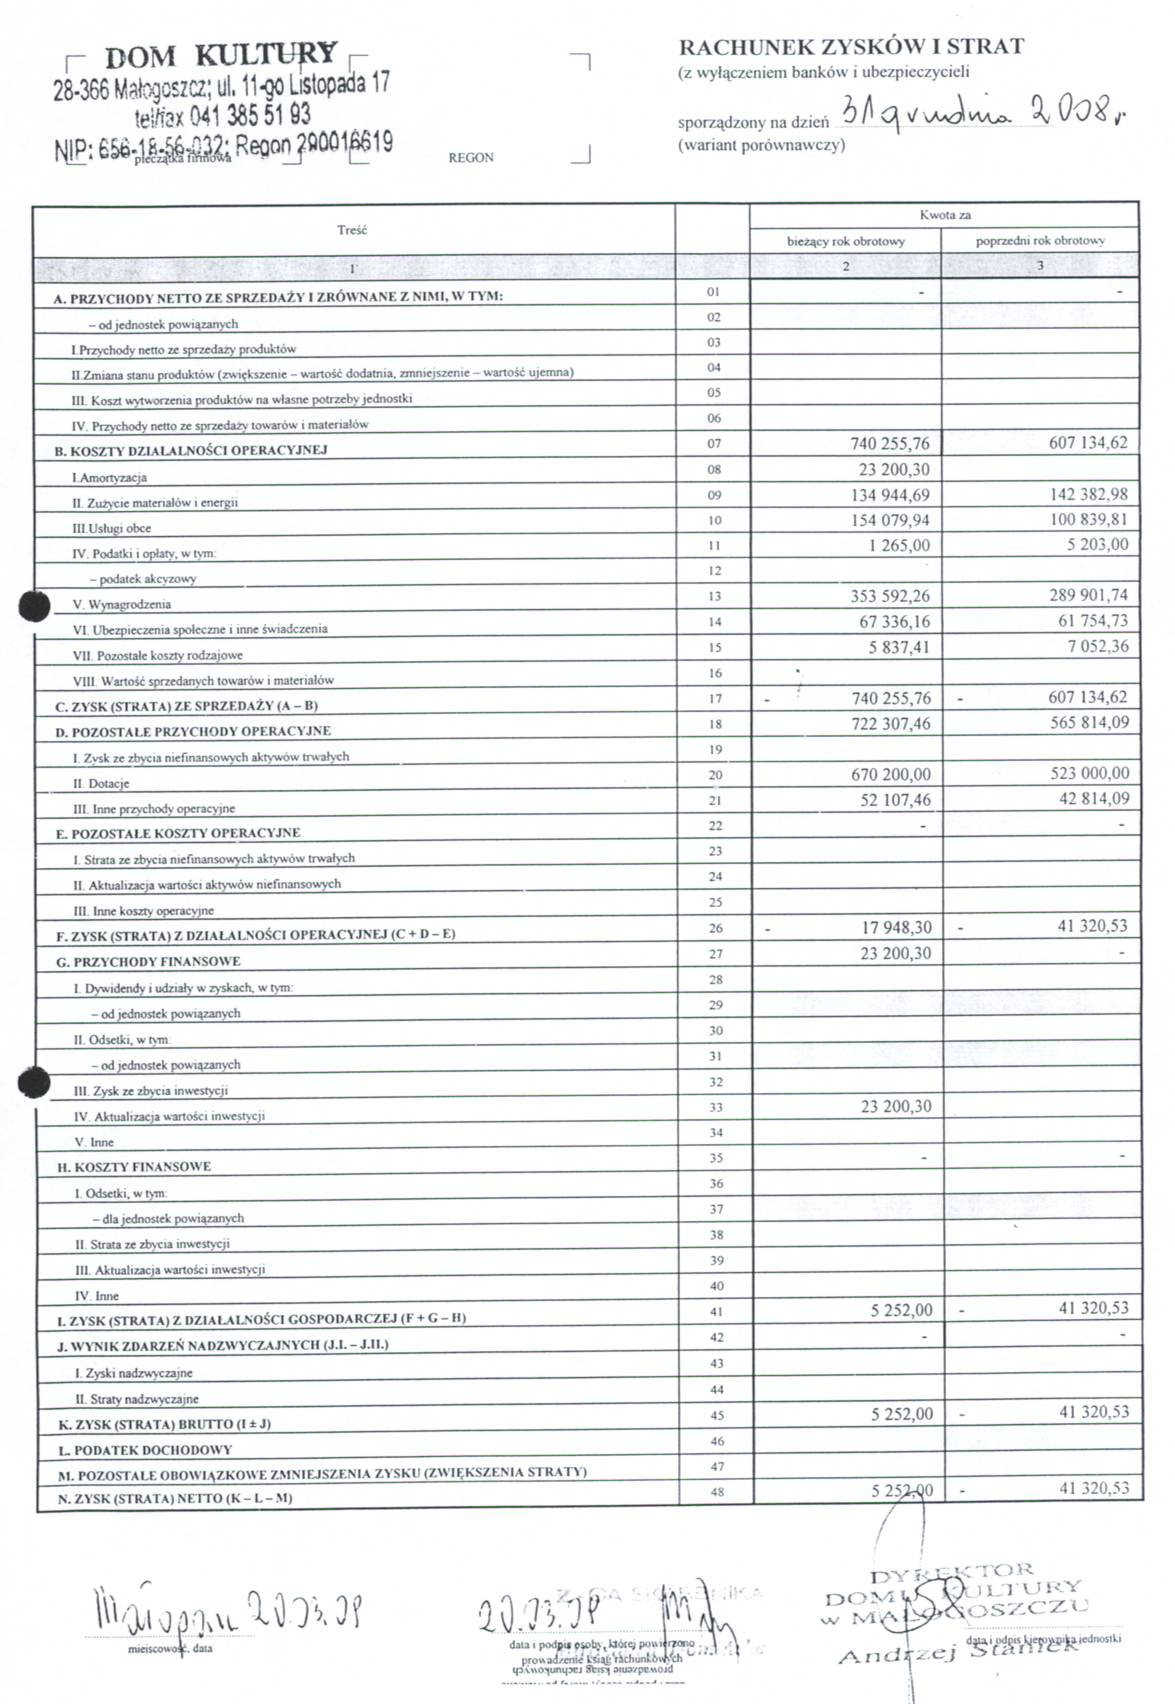 DOM KULTURY
28-366 Małogoszcz; ul. 11-go Listopada 17
tel/fax 041 385 51 93
NIP: 656-18-56-032; Regon 290016619
pieczątka firmowa
REGON
RACHUNEK ZYSKÓW I STRAT
(z wyłączeniem banków i ubezpieczycieli
sporządzony na dzień 31 grudnia 2008 r.
(wariant porównawczy)
Treść Kwota za
bieżący rok obrotowy poprzedni rok obrotowy
1 2 3
A. PRZYCHODY NETTO ZE SPRZEDAŻY I ZRÓWNANE Z NIMI, W TYM: 01 - -
– od jednostek powiązanych 02
I.Przychody netto ze sprzedaży produktów 03
II.Zmiana stanu produktów (zwiększenie – wartość dodatnia, zmniejszenie – wartość ujemna) 04
III. Koszt wytworzenia produktów na własne potrzeby jednostki 05
IV. Przychody netto ze sprzedaży towarów i materiałów 06
B. KOSZTY DZIAŁALNOŚCI OPERACYJNEJ 07 740 255,76 607 134,62
I.Amortyzacja 08 23 200,30
II. Zużycie materiałów i energii 09 134 944,69 142 382,98
III.Usługi obce 10 154 079,94 100 839,81
IV. Podatki i opłaty, w tym: 11 1 265,00 5 203,00
– podatek akcyzowy 12
V. Wynagrodzenia 13 353 592,26 289 901,74
VI. Ubezpieczenia społeczne i inne świadczenia 14 67 336,16 61 754,73
VII. Pozostałe koszty rodzajowe 15 5 837,41 7 052,36
VIII. Wartość sprzedanych towarów i materiałów 16
C. ZYSK (STRATA) ZE SPRZEDAŻY (A – B) 17 - 740 255,76 - 607 134,62
D. POZOSTAŁE PRZYCHODY OPERACYJNE 18 722 307,46 565 814,09
I. Zysk ze zbycia niefinansowych aktywów trwałych 19
II. Dotacje 20 670 200,00 523 000,00
III. Inne przychody operacyjne 21 52 107,46 42 814,09
E. POZOSTAŁE KOSZTY OPERACYJNE 22 - -
I. Strata ze zbycia niefinansowych aktywów trwałych 23
II. Aktualizacja wartości aktywów niefinansowych 24
III. Inne koszty operacyjne 25
F. ZYSK (STRATA) Z DZIAŁALNOŚCI OPERACYJNEJ (C + D – E) 26 - 17 948,30 - 41 320,53
G. PRZYCHODY FINANSOWE 27 23 200,30 -
I. Dywidendy i udziały w zyskach, w tym: 28
– od jednostek powiązanych 29
II. Odsetki, w tym: 30
– od jednostek powiązanych 31
III. Zysk ze zbycia inwestycji 32
IV. Aktualizacja wartości inwestycji 33 23 200,30
V. Inne 34
H. KOSZTY FINANSOWE 35 - -
I. Odsetki, w tym: 36
– dla jednostek powiązanych 37
II. Strata ze zbycia inwestycji 38
III. Aktualizacja wartości inwestycji 39
IV. Inne 40
I. ZYSK (STRATA) Z DZIAŁALNOŚCI GOSPODARCZEJ (F + G – H) 41 5 252,00 - 41 320,53
J. WYNIK ZDARZEŃ NADZWYCZAJNYCH (J.I. – J.II.) 42 - -
I. Zyski nadzwyczajne 43
II. Straty nadzwyczajne 44
K. ZYSK (STRATA) BRUTTO (I ± J) 45 5 252,00 - 41 320,53
L. PODATEK DOCHODOWY 46
M. POZOSTAŁE OBOWIĄZKOWE ZMNIEJSZENIA ZYSKU (ZWIĘKSZENIA STRATY) 47
N. ZYSK (STRATA) NETTO (K – L – M) 48 5 252,00 - 41 320,53
20.03.09
miejscowość, data
20.03.09
data i podpis osoby, której powierzono
prowadzenie ksiąg rachunkowych
DYREKTOR
DOMU KULTURY
w MAŁOGOSZCZU
data i odpis kierownika jednostki
Andrzej Staniek